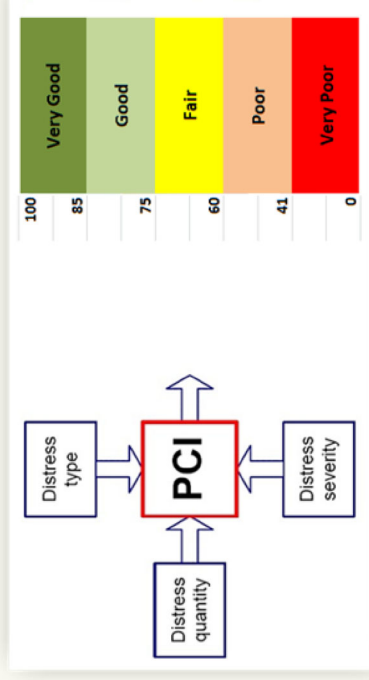 Distress
quantity
Distress
severity
PCI
Distress
type
0 41 60 75 85 100
Very Poor Poor Fair Good Very Good